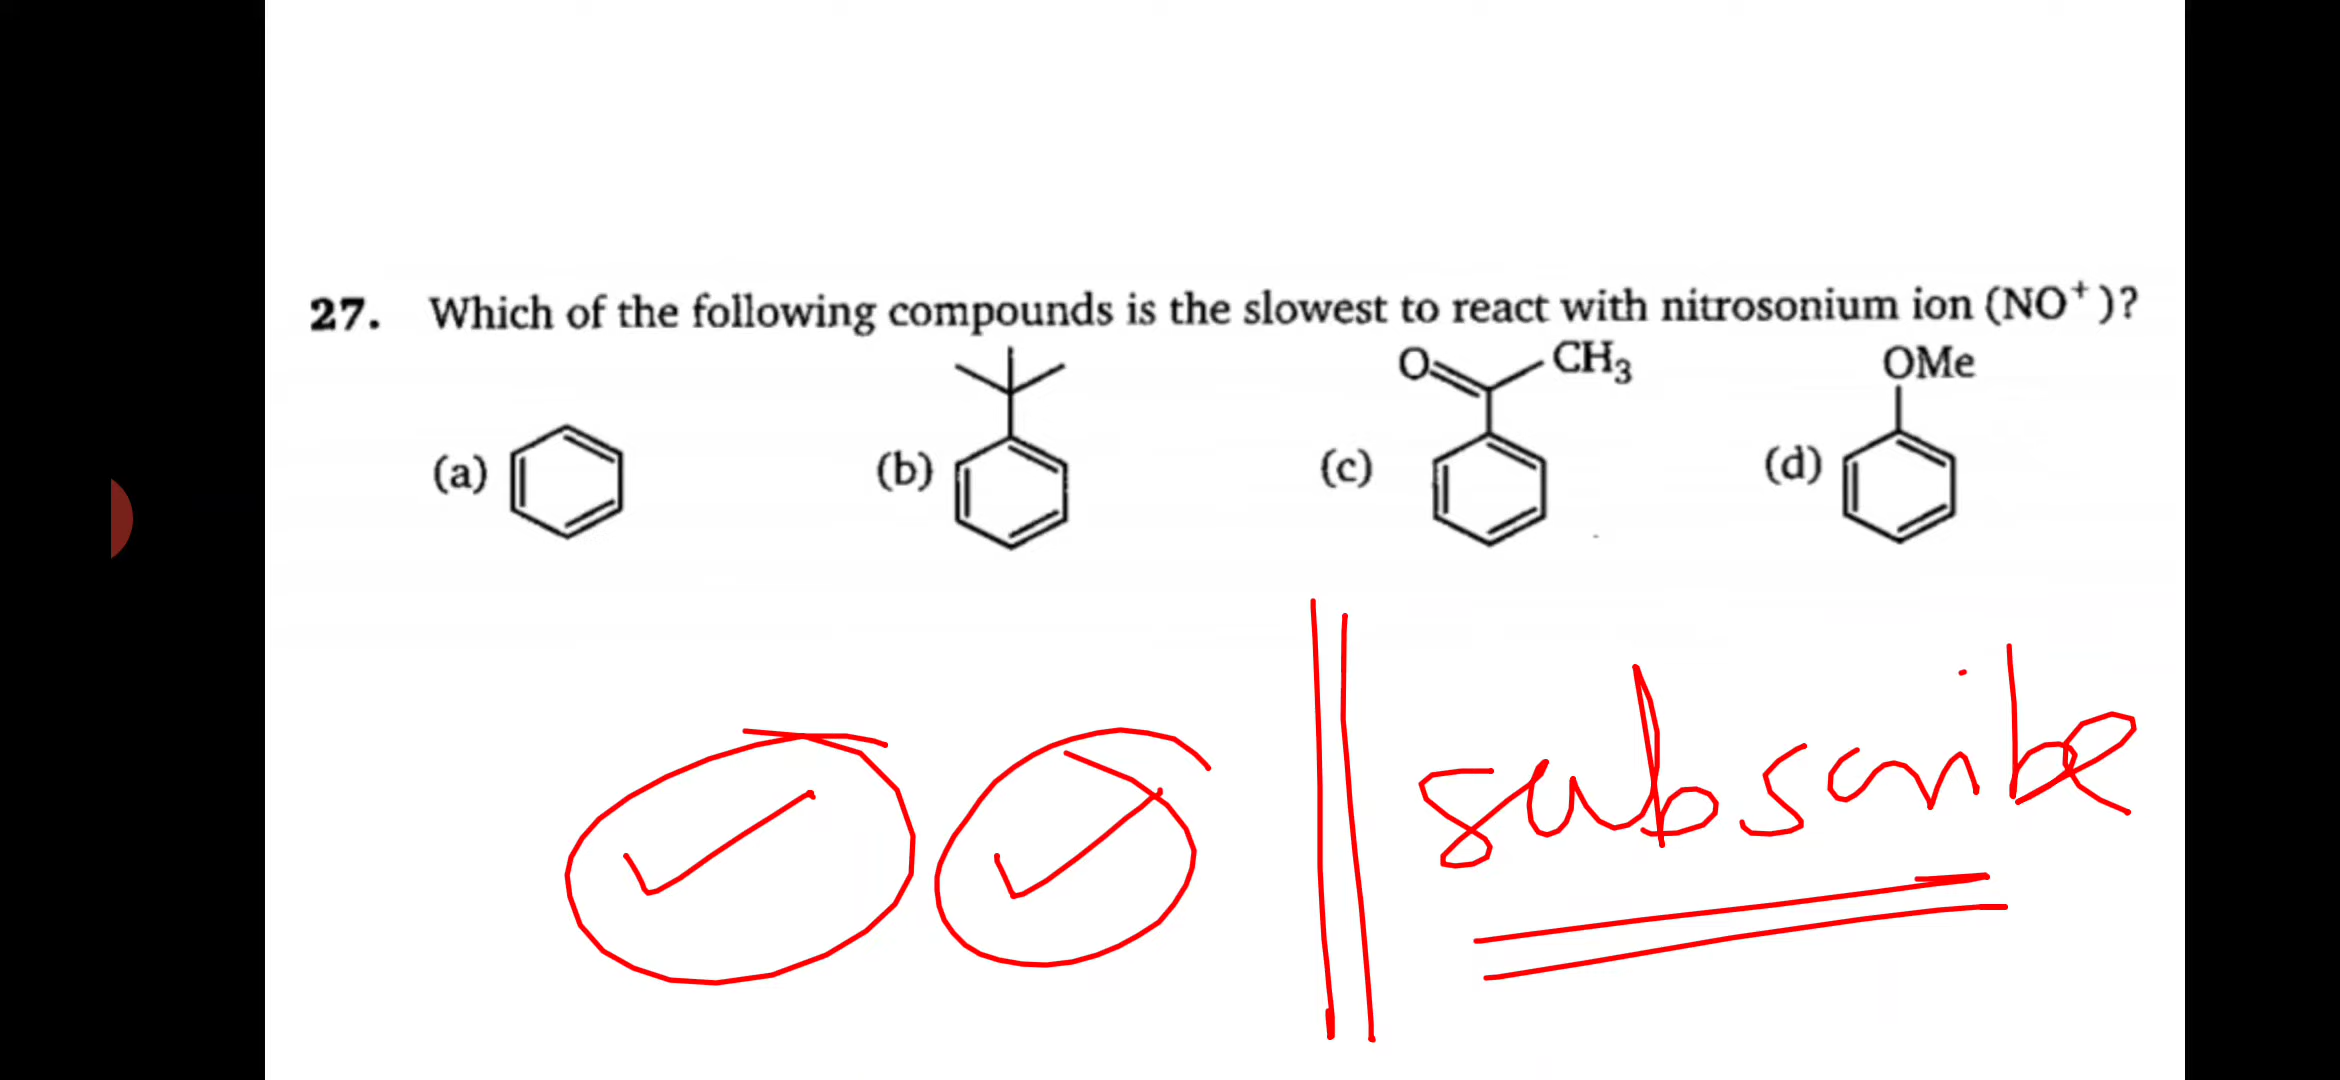 27. Which of the following compounds is the slowest to react with nitrosonium ion (NO⁺)?
(a)
(b)
(c) O CH₃
(d) OMe
subscribe